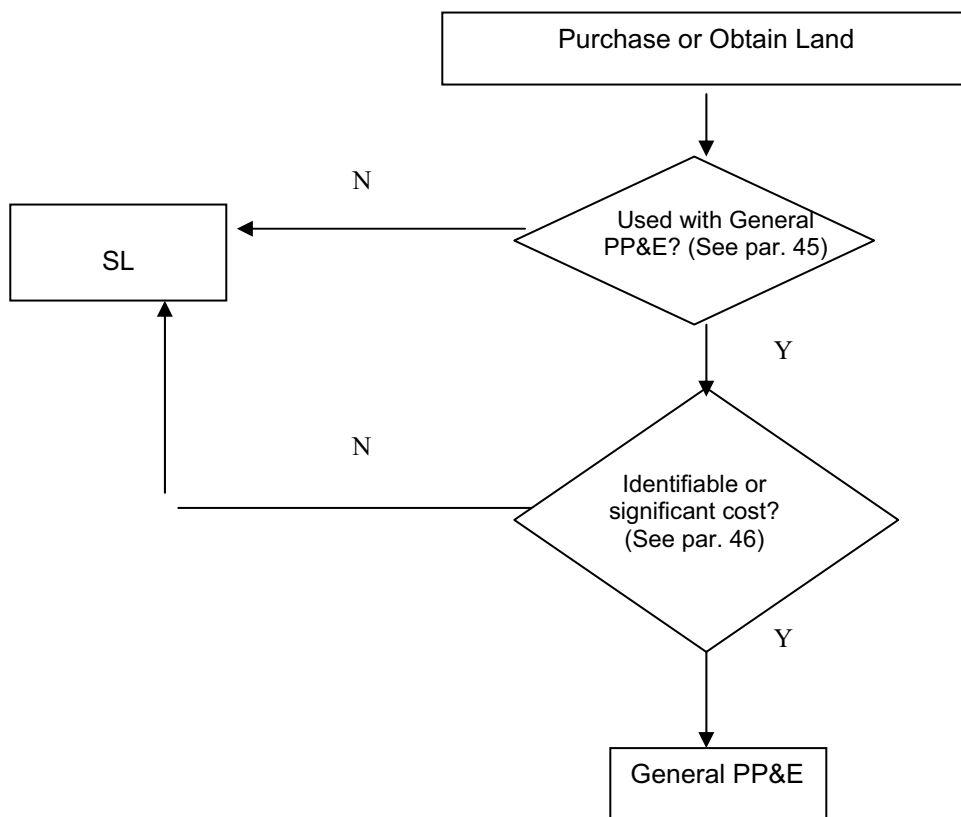 Purchase or Obtain Land
N
Used with General
PP&E? (See par. 45)
SL
Y
N
Identifiable or
significant cost?
(See par. 46)
Y
General PP&E